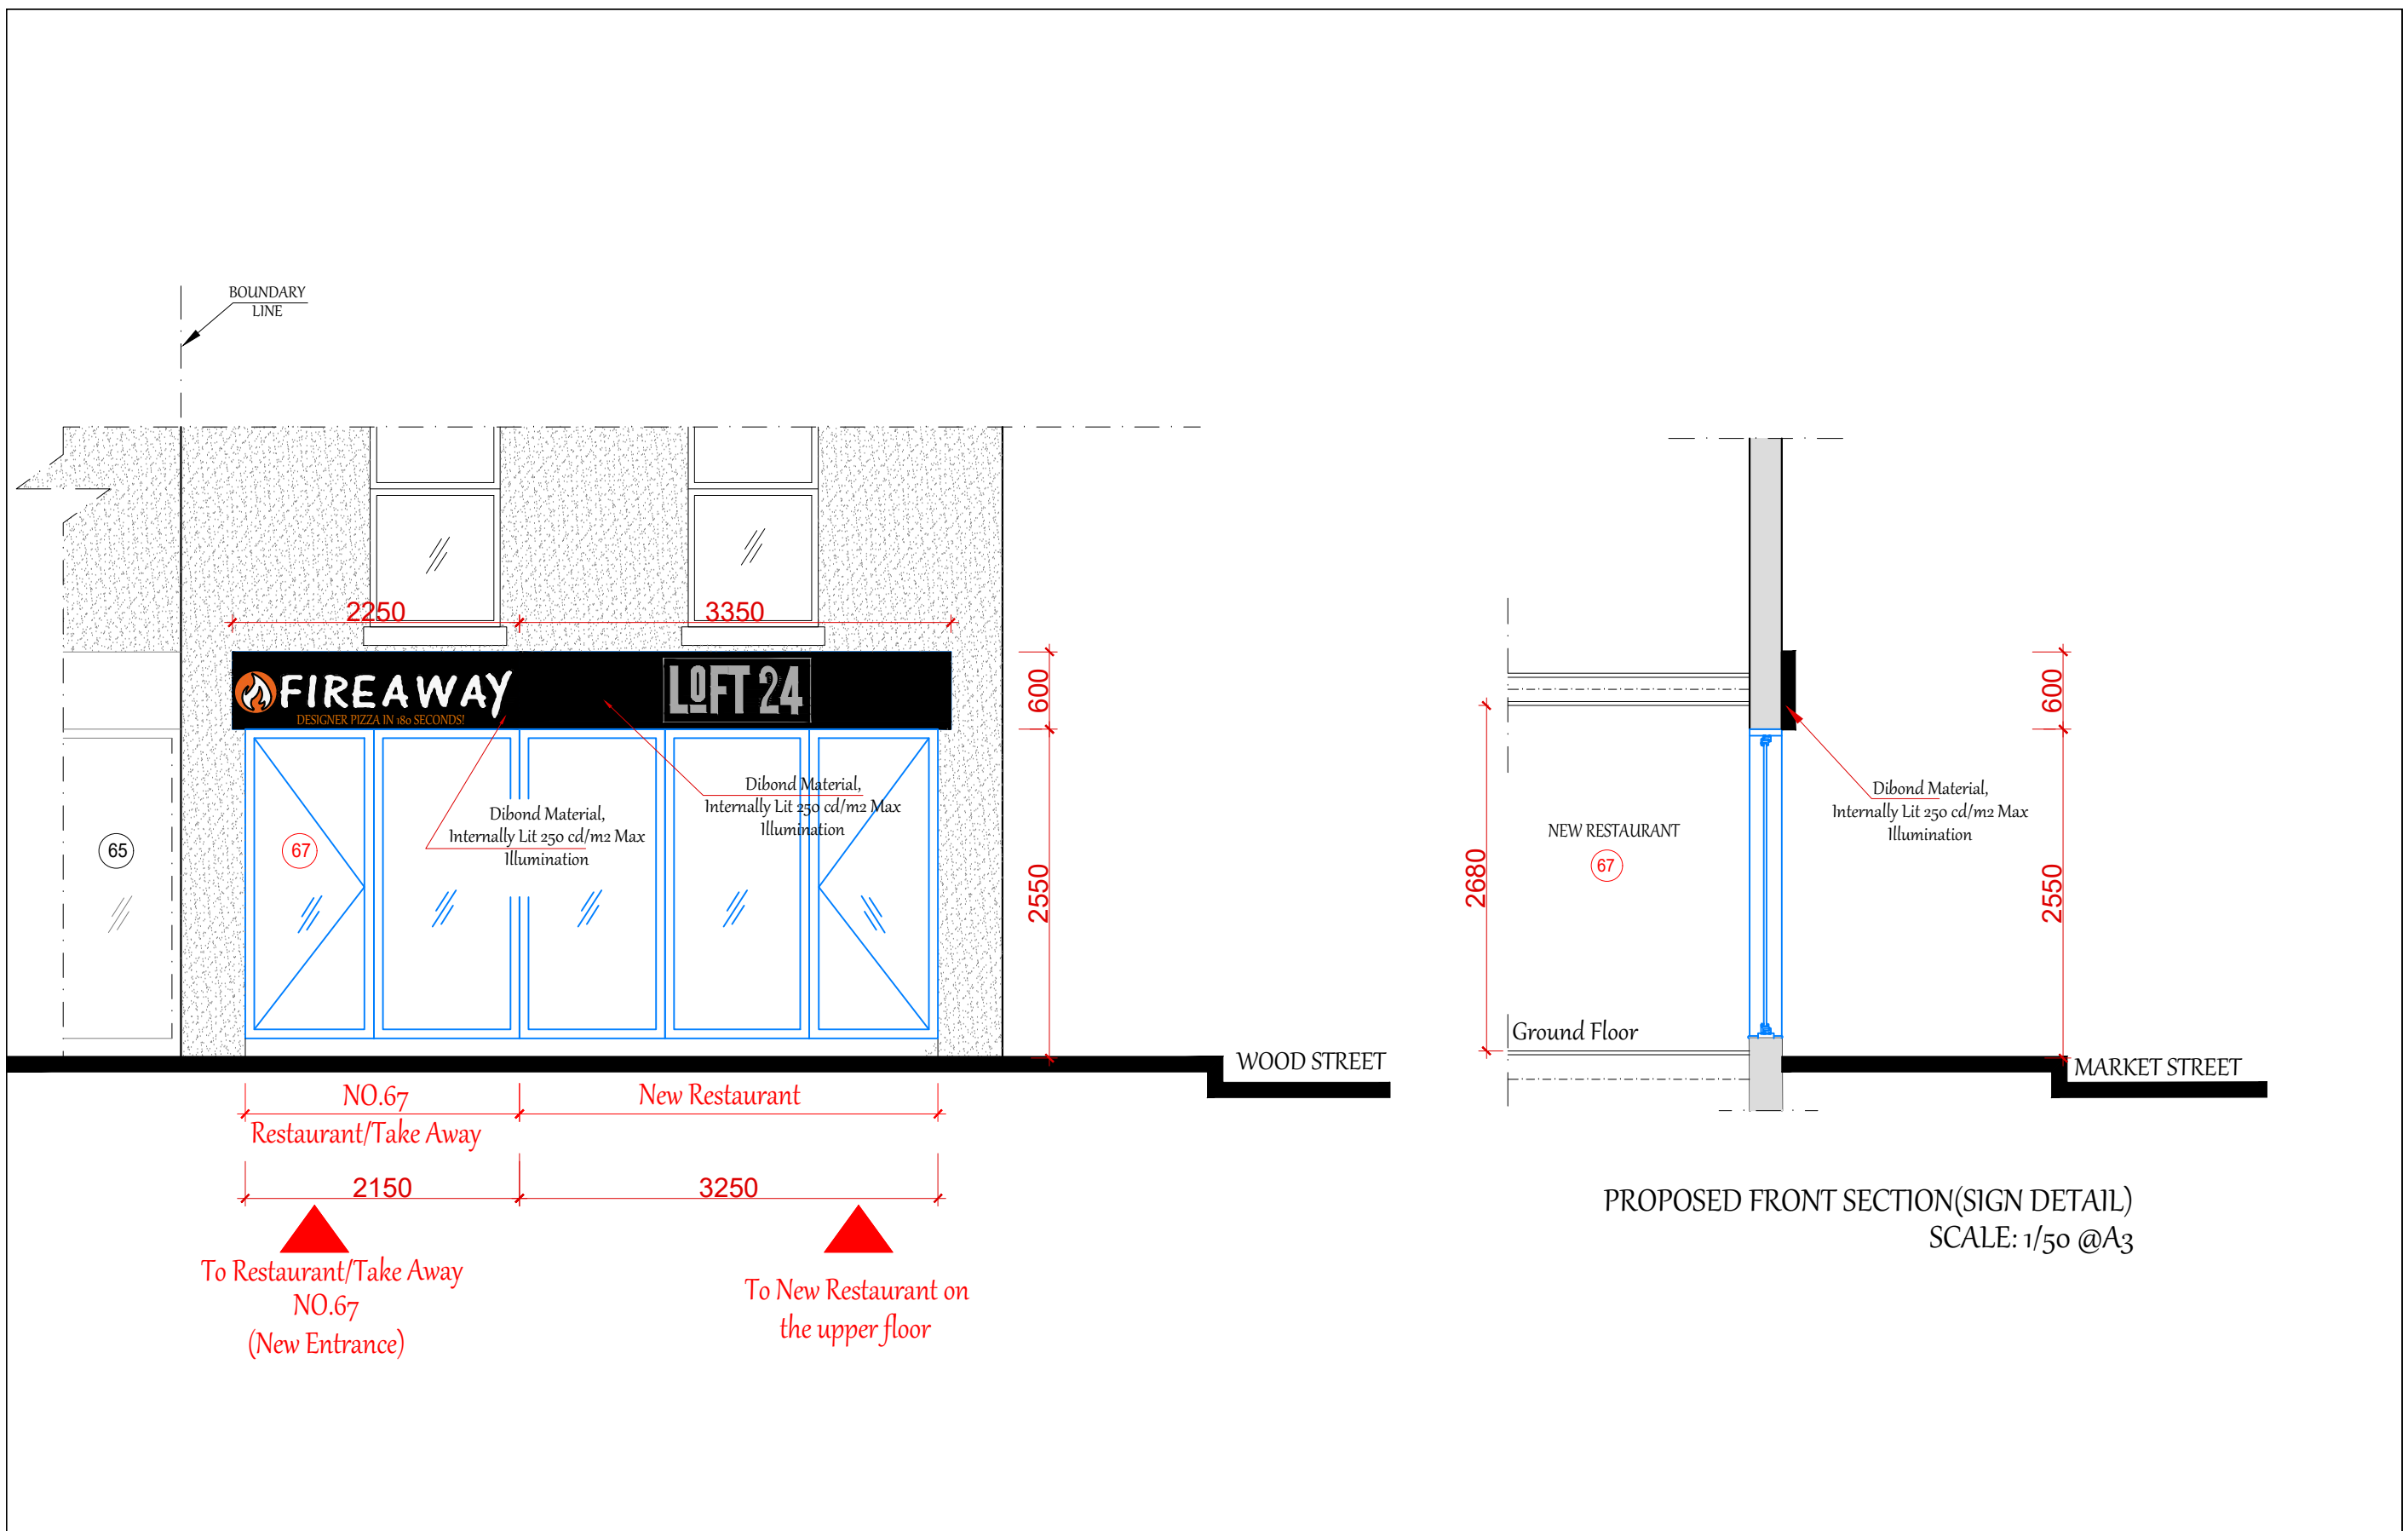 BOUNDARY
LINE
2250
3350
FIREAWAY
DESIGNER PIZZA IN 180 SECONDS!
LOFT 24
600
2550
Dibond Material,
Internally Lit 250 cd/m2 Max
Illumination
Dibond Material,
Internally Lit 250 cd/m2 Max
Illumination
65
67
WOOD STREET
NO.67
Restaurant/Take Away
New Restaurant
2150
3250
To Restaurant/Take Away
NO.67
(New Entrance)
To New Restaurant on
the upper floor
600
2550
2680
Dibond Material,
Internally Lit 250 cd/m2 Max
Illumination
NEW RESTAURANT
67
Ground Floor
MARKET STREET
PROPOSED FRONT SECTION(SIGN DETAIL)
SCALE: 1/50 @A3